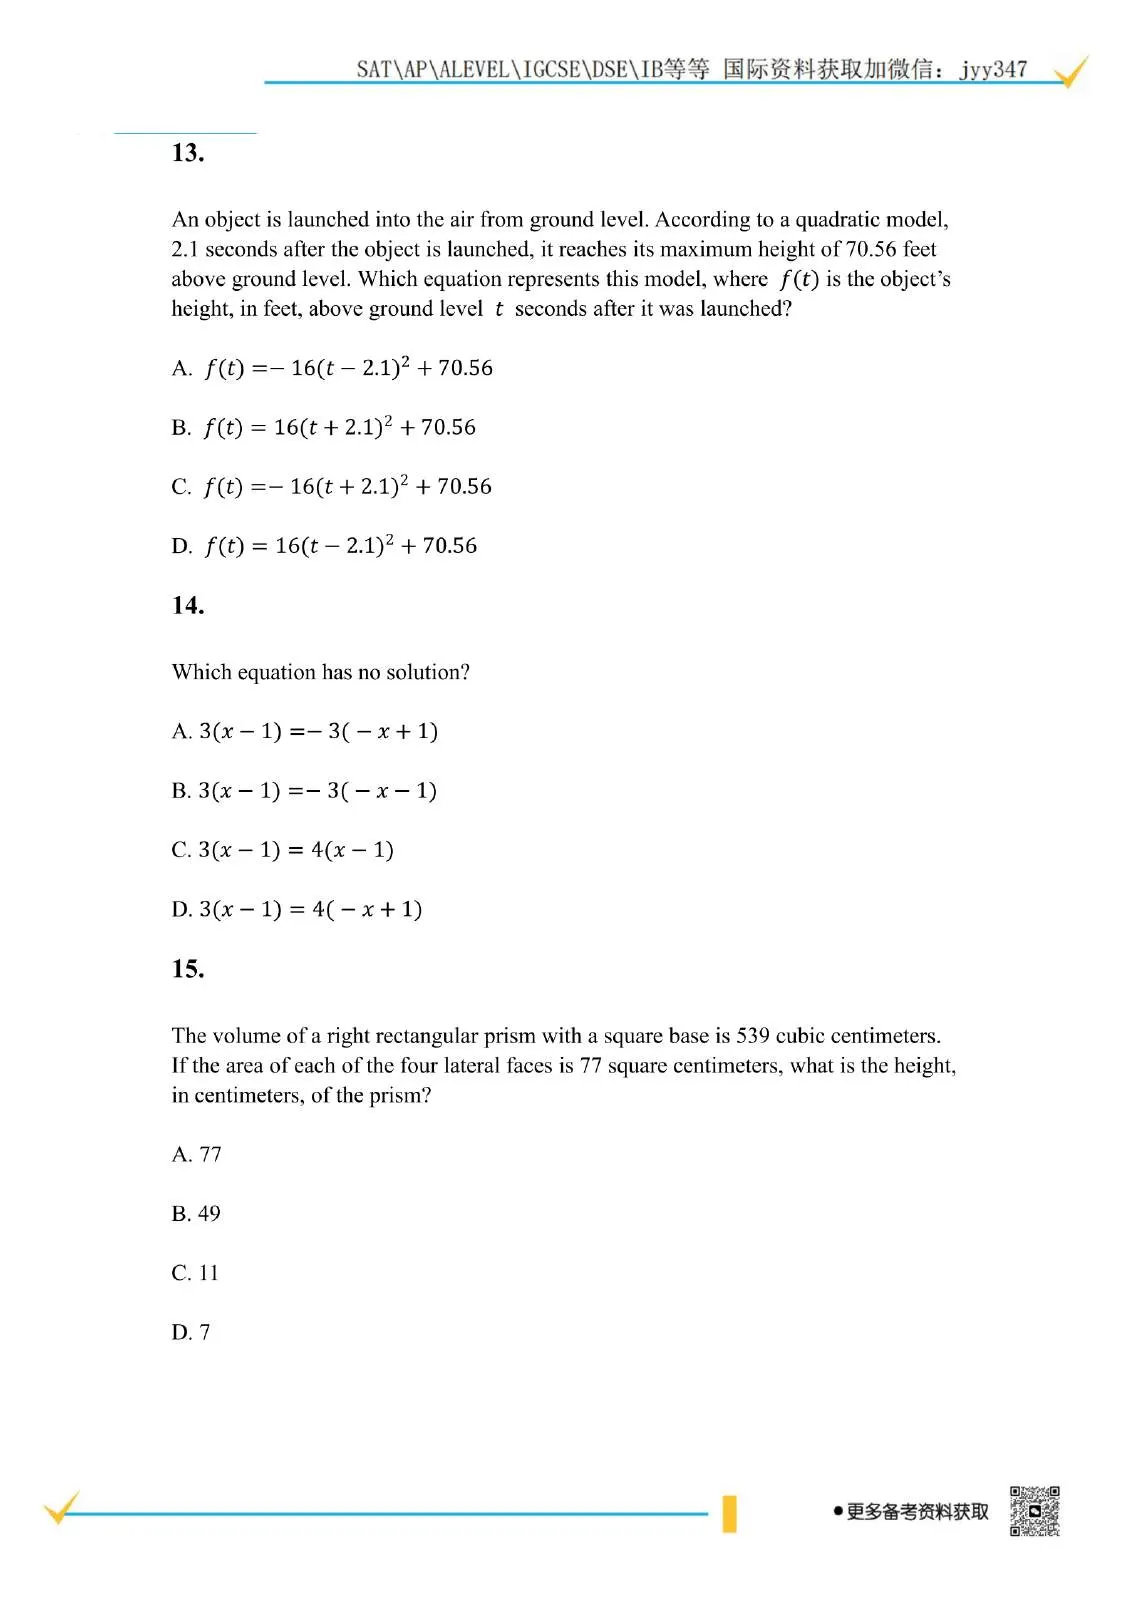 SAT\AP\ALEVEL\IGCSE\DSE\IB等等 国际资料获取加微信：jyy347
13.
An object is launched into the air from ground level. According to a quadratic model,
2.1 seconds after the object is launched, it reaches its maximum height of 70.56 feet
above ground level. Which equation represents this model, where f(t) is the object's
height, in feet, above ground level t seconds after it was launched?
A. f(t) =− 16(t − 2.1)² + 70.56
B. f(t) = 16(t + 2.1)² + 70.56
C. f(t) =− 16(t + 2.1)² + 70.56
D. f(t) = 16(t − 2.1)² + 70.56
14.
Which equation has no solution?
A. 3(x − 1) =− 3( − x + 1)
B. 3(x − 1) =− 3( − x − 1)
C. 3(x − 1) = 4(x − 1)
D. 3(x − 1) = 4( − x + 1)
15.
The volume of a right rectangular prism with a square base is 539 cubic centimeters.
If the area of each of the four lateral faces is 77 square centimeters, what is the height,
in centimeters, of the prism?
A. 77
B. 49
C. 11
D. 7
●更多备考资料获取